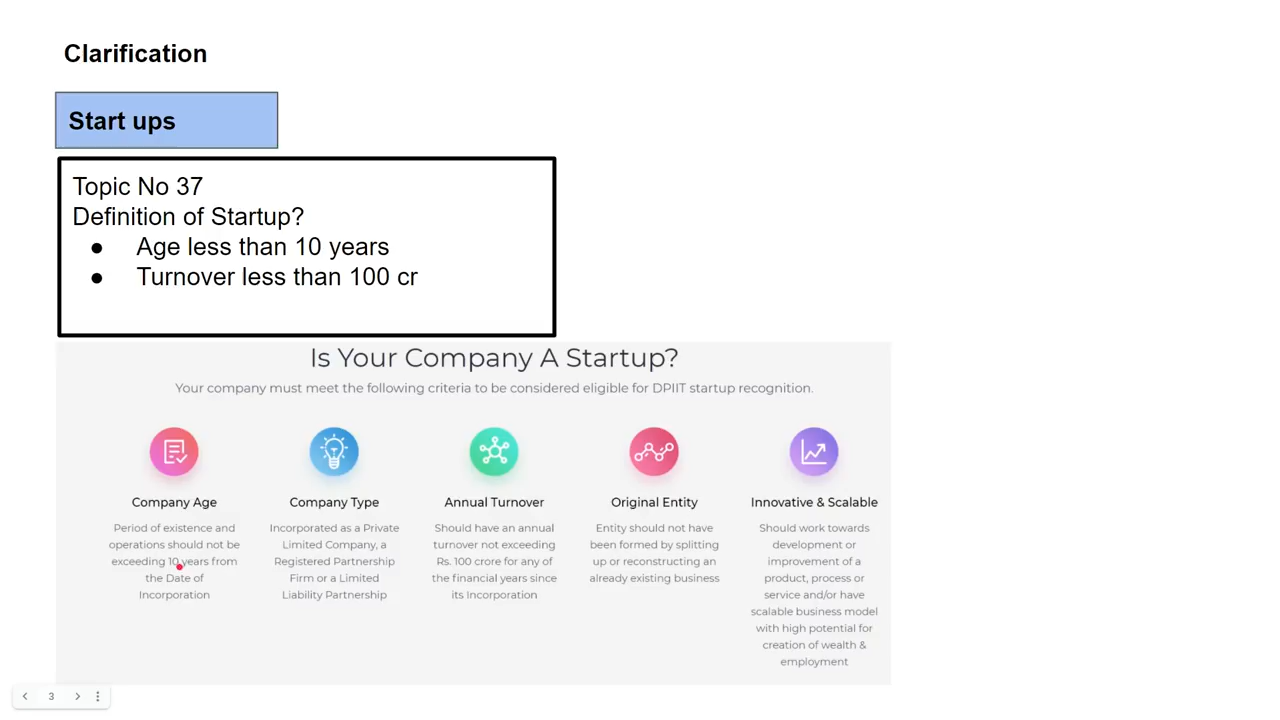 Clarification
Start ups
Topic No 37
Definition of Startup?
● Age less than 10 years
● Turnover less than 100 cr
Is Your Company A Startup?
Your company must meet the following criteria to be considered eligible for DPIIT startup recognition.
Company Age
Period of existence and
operations should not be
exceeding 10 years from
the Date of
Incorporation
Company Type
Incorporated as a Private
Limited Company, a
Registered Partnership
Firm or a Limited
Liability Partnership
Annual Turnover
Should have an annual
turnover not exceeding
Rs. 100 crore for any of
the financial years since
its Incorporation
Original Entity
Entity should not have
been formed by splitting
up or reconstructing an
already existing business
Innovative & Scalable
Should work towards
development or
improvement of a
product, process or
service and/or have
scalable business model
with high potential for
creation of wealth &
employment
3